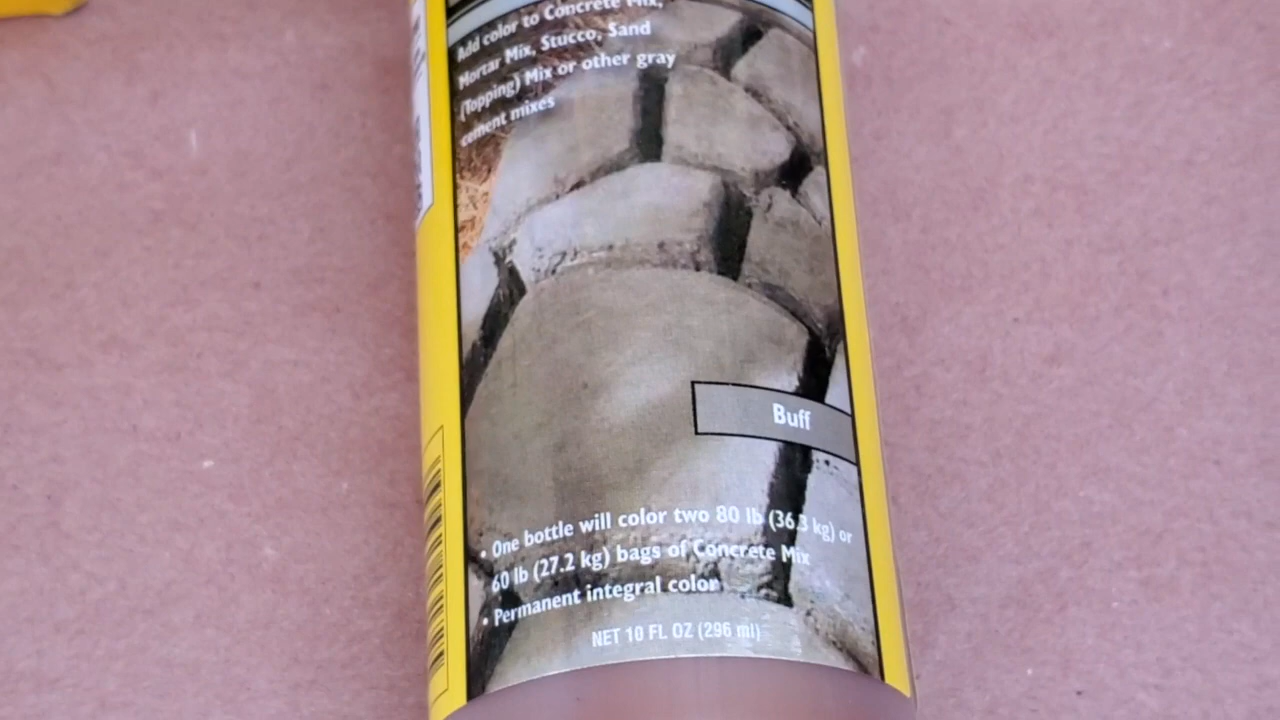 Add color to Concrete Mix,
Mortar Mix, Stucco, Sand
(Topping) Mix or other gray
cement mixes
Buff
• One bottle will color two 80 lb (36.3 kg) or
60 lb (27.2 kg) bags of Concrete Mix
• Permanent integral color
NET 10 FL OZ (296 ml)